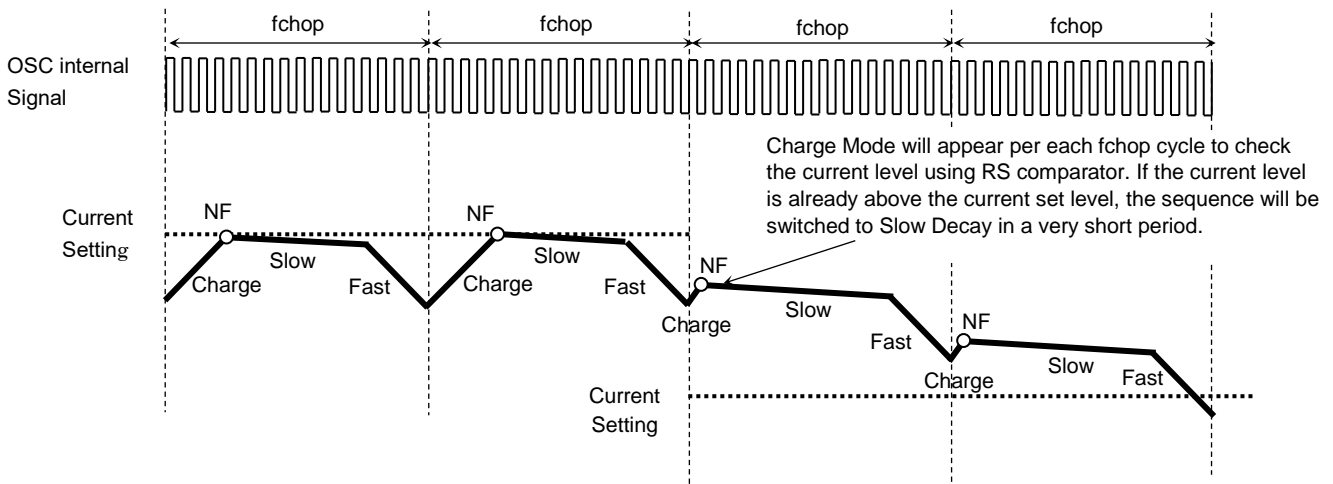 fchop fchop fchop fchop
OSC internal
Signal
Charge Mode will appear per each fchop cycle to check
the current level using RS comparator. If the current level
is already above the current set level, the sequence will be
switched to Slow Decay in a very short period.
Current
Setting
NF
Slow
Charge
Fast
NF
Slow
Charge
Fast
NF
Slow
Charge
Fast
NF
Slow
Charge
Fast
Current
Setting